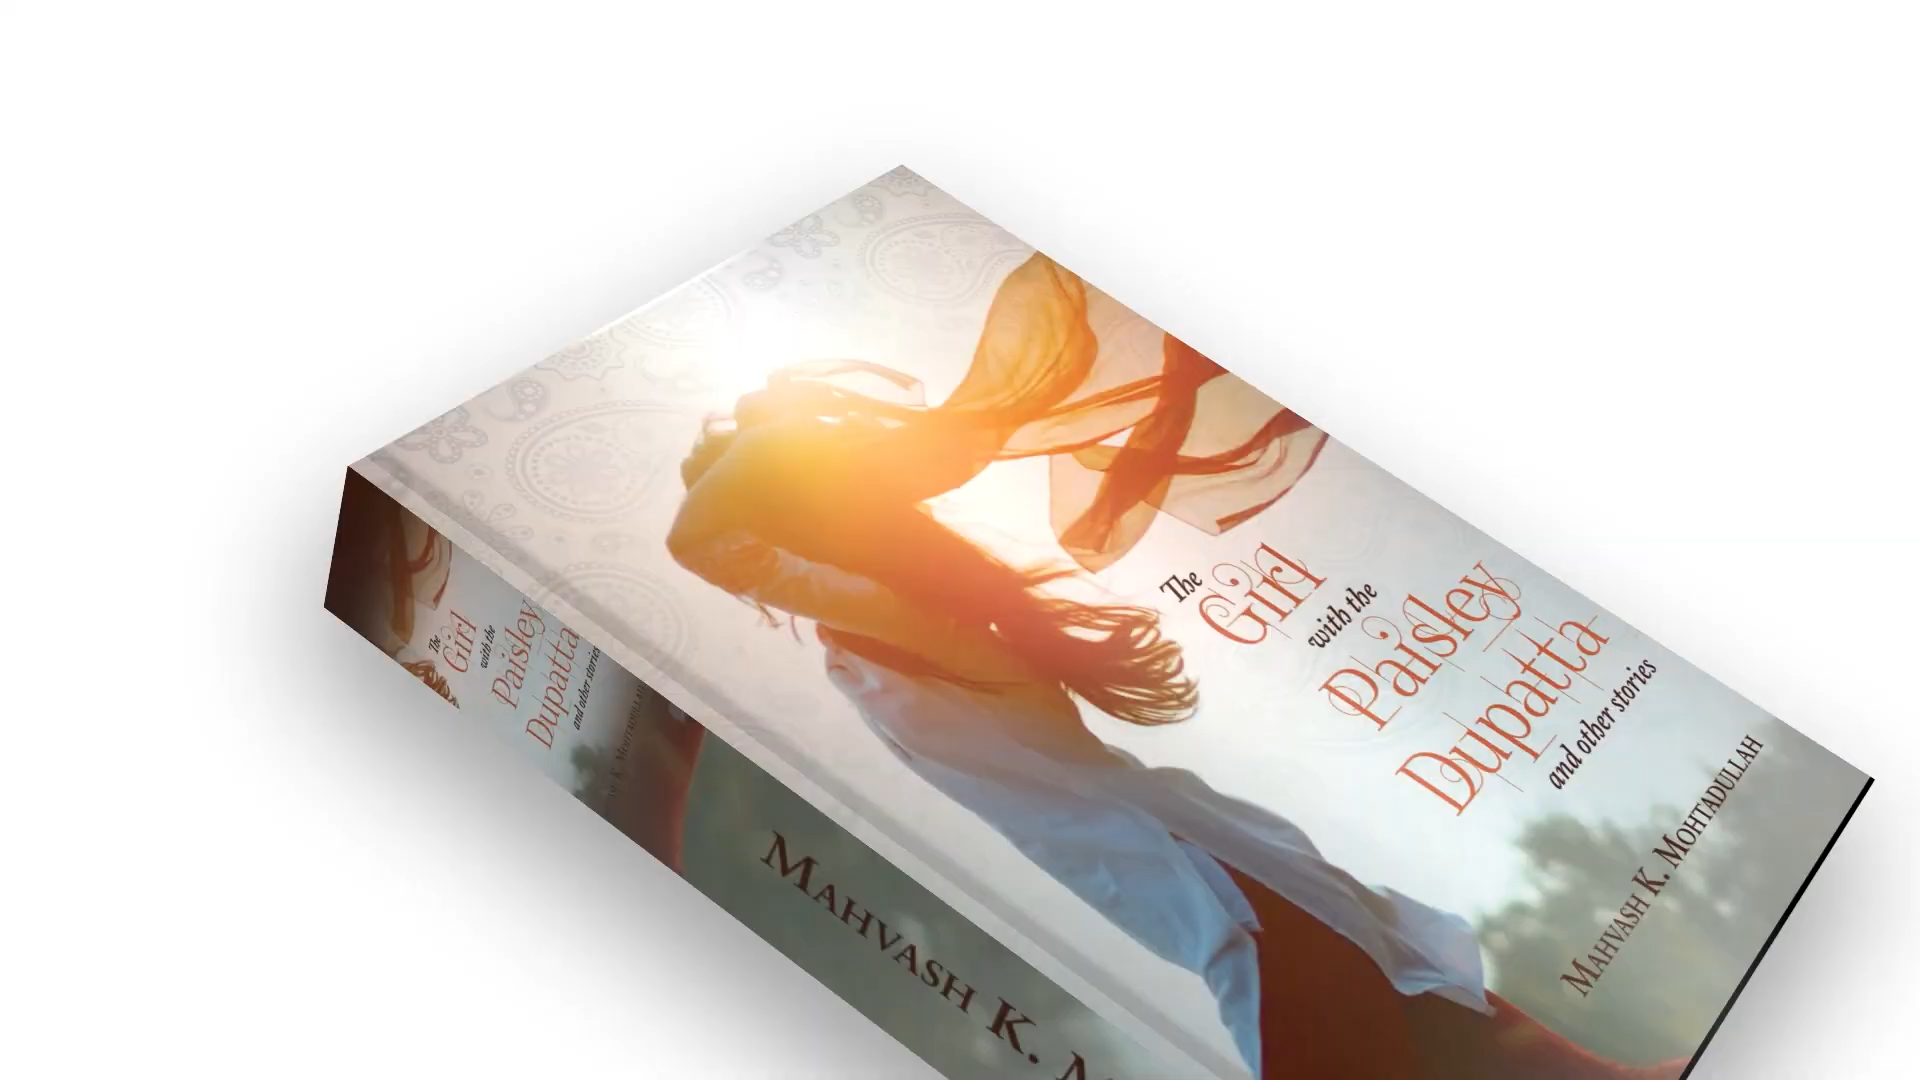 The
Girl
with the
Paisley
Dupatta
and other stories
MAHVASH K. MOHTADULLAH
The
Girl
with the
Paisley
Dupatta
and other stories
K. MOHTADULLAH
MAHVASH K. M